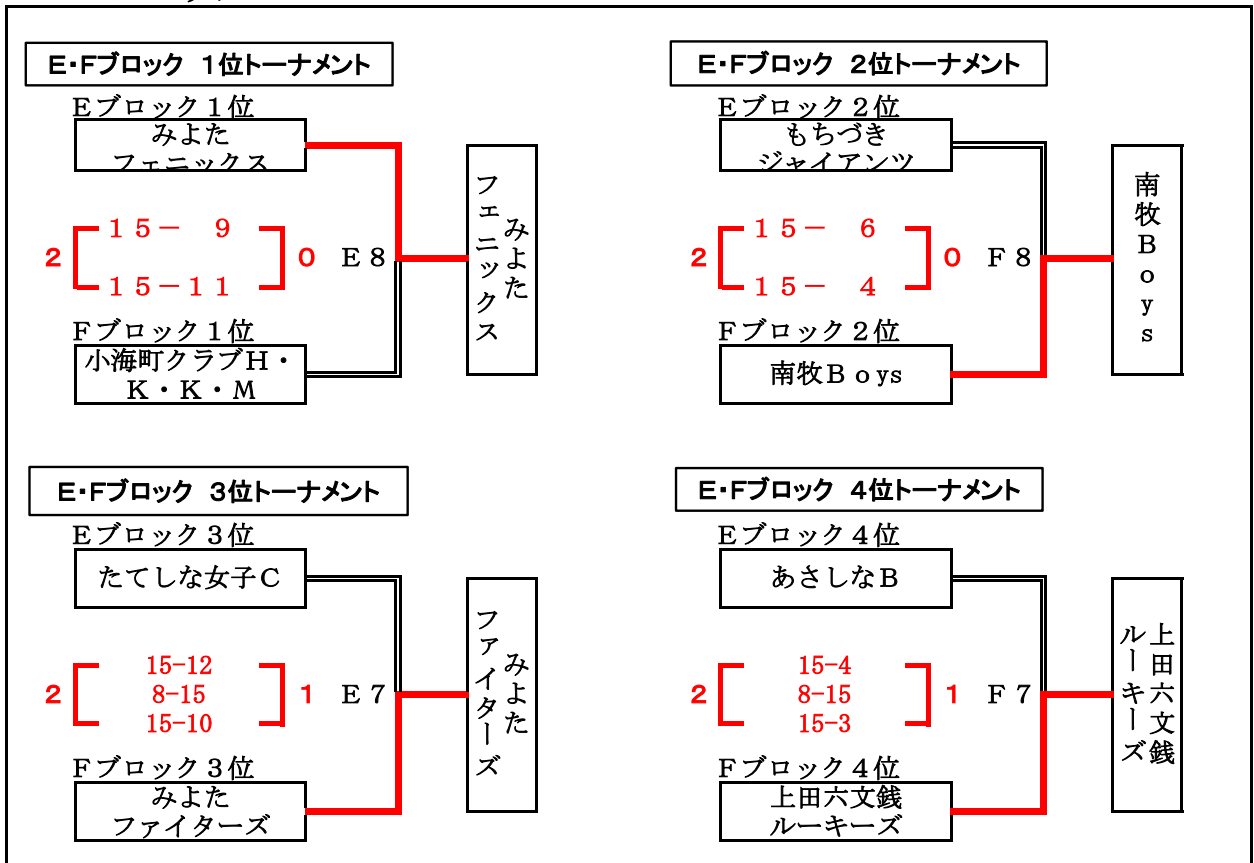 E・Fブロック 1位トーナメント
Eブロック1位
みよた
フェニックス
2
15- 9
15-11
0
E8
Fブロック1位
小海町クラブH・
K・K・M
みよた
フェニックス
E・Fブロック 2位トーナメント
Eブロック2位
もちづき
ジャイアンツ
2
15- 6
15- 4
0
F8
Fブロック2位
南牧Boys
南牧Boys
E・Fブロック 3位トーナメント
Eブロック3位
たてしな女子C
2
15-12
8-15
15-10
1
E7
Fブロック3位
みよた
ファイターズ
みよた
ファイターズ
E・Fブロック 4位トーナメント
Eブロック4位
あさしなB
2
15-4
8-15
15-3
1
F7
Fブロック4位
上田六文銭
ルーキーズ
上田六文銭
ルーキーズ